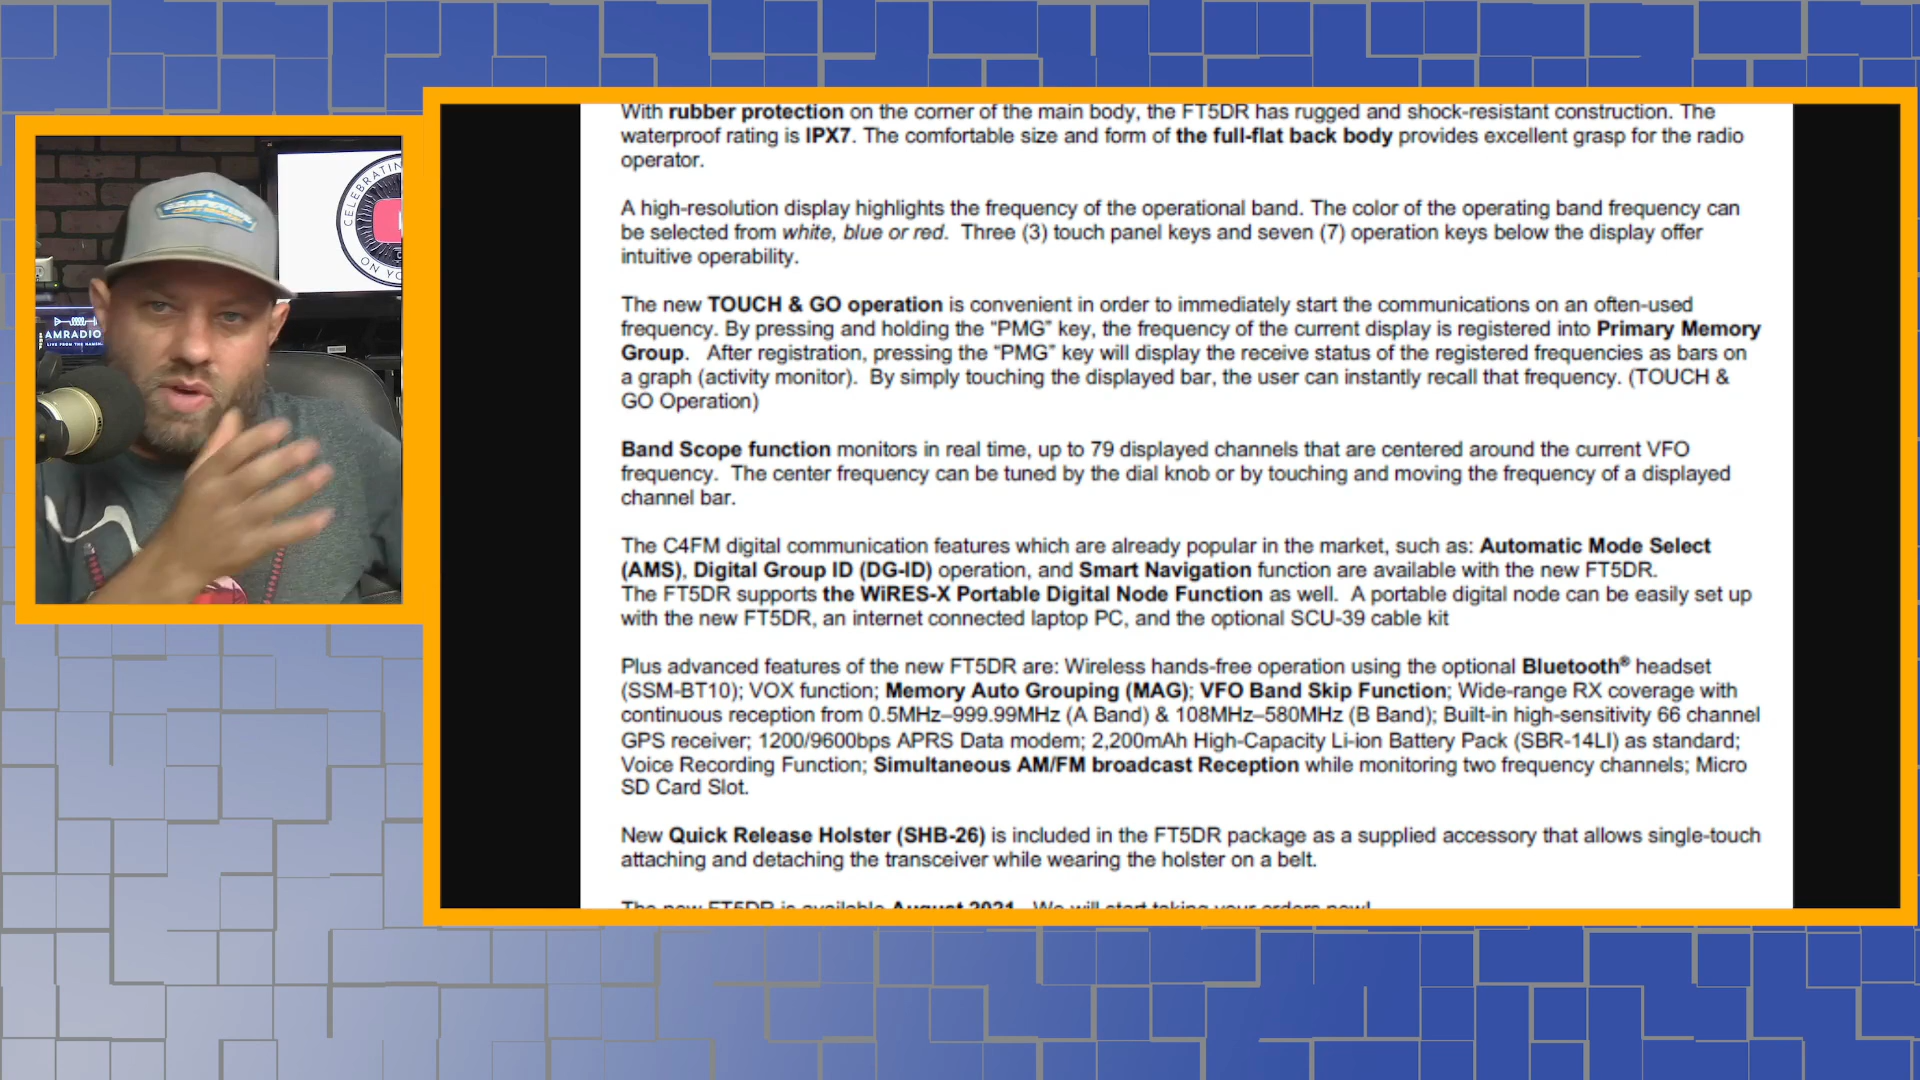 With rubber protection on the corner of the main body, the FT5DR has rugged and shock-resistant construction. The
waterproof rating is IPX7. The comfortable size and form of the full-flat back body provides excellent grasp for the radio
operator.
A high-resolution display highlights the frequency of the operational band. The color of the operating band frequency can
be selected from white, blue or red. Three (3) touch panel keys and seven (7) operation keys below the display offer
intuitive operability.
The new TOUCH & GO operation is convenient in order to immediately start the communications on an often-used
frequency. By pressing and holding the “PMG” key, the frequency of the current display is registered into Primary Memory
Group. After registration, pressing the “PMG” key will display the receive status of the registered frequencies as bars on
a graph (activity monitor). By simply touching the displayed bar, the user can instantly recall that frequency. (TOUCH &
GO Operation)
Band Scope function monitors in real time, up to 79 displayed channels that are centered around the current VFO
frequency. The center frequency can be tuned by the dial knob or by touching and moving the frequency of a displayed
channel bar.
The C4FM digital communication features which are already popular in the market, such as: Automatic Mode Select
(AMS), Digital Group ID (DG-ID) operation, and Smart Navigation function are available with the new FT5DR.
The FT5DR supports the WiRES-X Portable Digital Node Function as well. A portable digital node can be easily set up
with the new FT5DR, an internet connected laptop PC, and the optional SCU-39 cable kit
Plus advanced features of the new FT5DR are: Wireless hands-free operation using the optional Bluetooth® headset
(SSM-BT10); VOX function; Memory Auto Grouping (MAG); VFO Band Skip Function; Wide-range RX coverage with
continuous reception from 0.5MHz–999.99MHz (A Band) & 108MHz–580MHz (B Band); Built-in high-sensitivity 66 channel
GPS receiver; 1200/9600bps APRS Data modem; 2,200mAh High-Capacity Li-ion Battery Pack (SBR-14LI) as standard;
Voice Recording Function; Simultaneous AM/FM broadcast Reception while monitoring two frequency channels; Micro
SD Card Slot.
New Quick Release Holster (SHB-26) is included in the FT5DR package as a supplied accessory that allows single-touch
attaching and detaching the transceiver while wearing the holster on a belt.
The new FT5DR is available August 2021. We will start taking your orders now!
CELEBRATIN
ON YO
AMRADIO